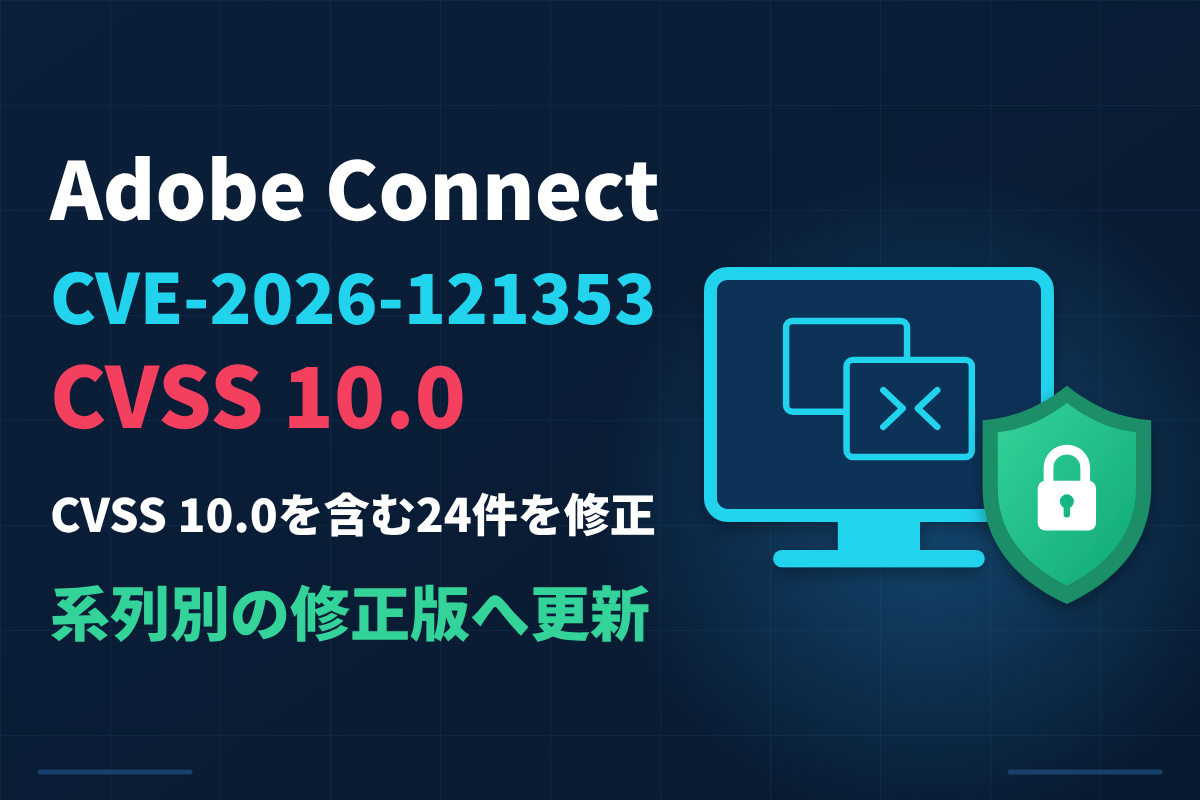 Adobe Connect
CVE-2026-121353
CVSS 10.0
CVSS 10.0を含む24件を修正
系列別の修正版へ更新